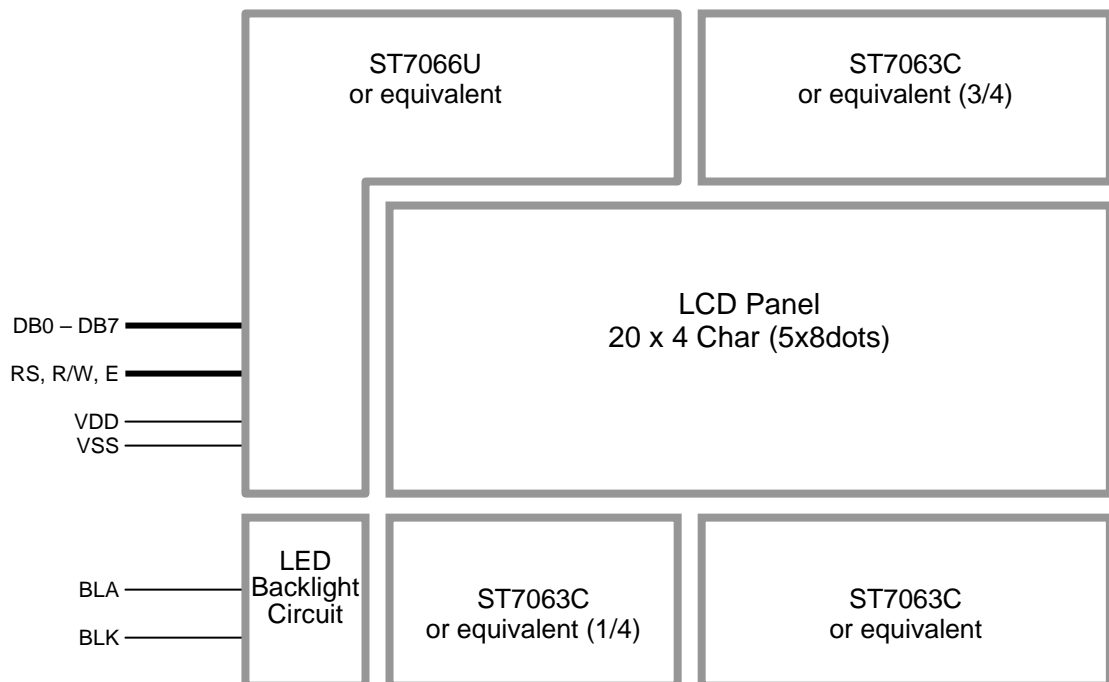 ST7066U
or equivalent
ST7063C
or equivalent (3/4)
LCD Panel
20 x 4 Char (5x8dots)
DB0 – DB7
RS, R/W, E
VDD
VSS
BLA
BLK
LED
Backlight
Circuit
ST7063C
or equivalent (1/4)
ST7063C
or equivalent